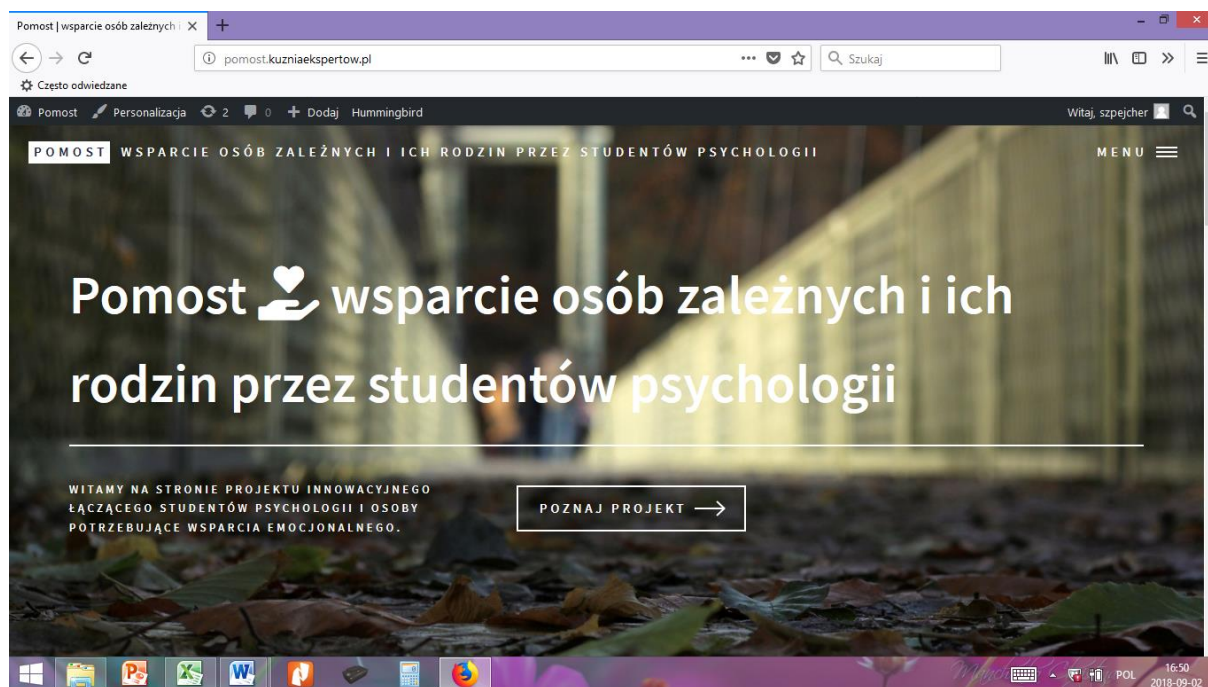 Pomost | wsparcie osób zależnych i
pomost.kuzniaekspertow.pl
Szukaj
Często odwiedzane
Pomost Personalizacja 2 0 + Dodaj Hummingbird
Witaj, szpejcher
POMOST WSPARCIE OSÓB ZALEŻNYCH I ICH RODZIN PRZEZ STUDENTÓW PSYCHOLOGII
MENU
Pomost wsparcie osób zależnych i ich
rodzin przez studentów psychologii
WITAMY NA STRONIE PROJEKTU INNOWACYJNEGO
ŁĄCZĄCEGO STUDENTÓW PSYCHOLOGII I OSOBY
POTRZEBUJĄCE WSPARCIA EMOCJONALNEGO.
POZNAJ PROJEKT
POL
16:50
2018-09-02